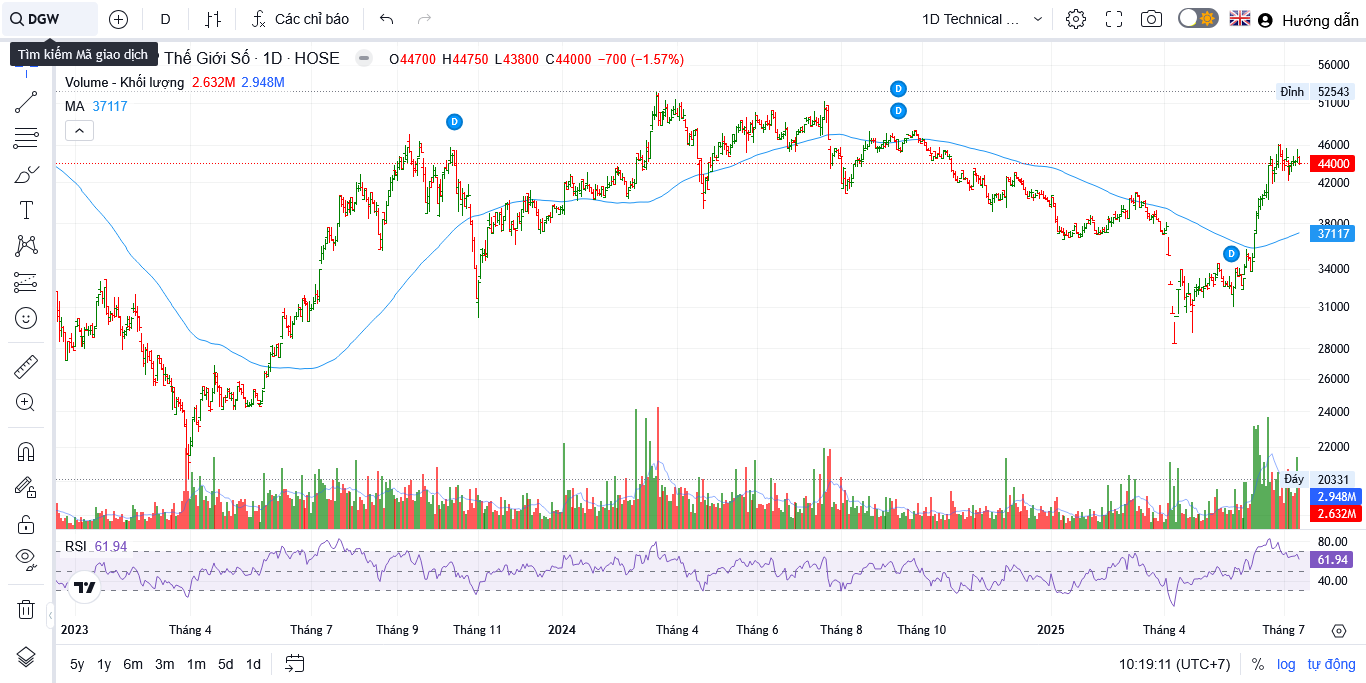 DGW D Các chỉ báo 1D Technical ... Hướng dẫn
Tìm kiếm Mã giao dịch Thế Giới Số · 1D · HOSE O44700 H44750 L43800 C44000 −700 (−1.57%)
Volume - Khối lượng 2.632M 2.948M
MA 37117
D
D
D
D
56000
Đỉnh 52543
51000
46000
44000
42000
38000
37117
34000
31000
28000
26000
24000
22000
Đáy 20331
2.948M
2.632M
RSI 61.94
80.00
61.94
40.00
2023 Tháng 4 Tháng 7 Tháng 9 Tháng 11 2024 Tháng 4 Tháng 6 Tháng 8 Tháng 10 2025 Tháng 4 Tháng 7
5y 1y 6m 3m 1m 5d 1d 10:19:11 (UTC+7) % log tự động